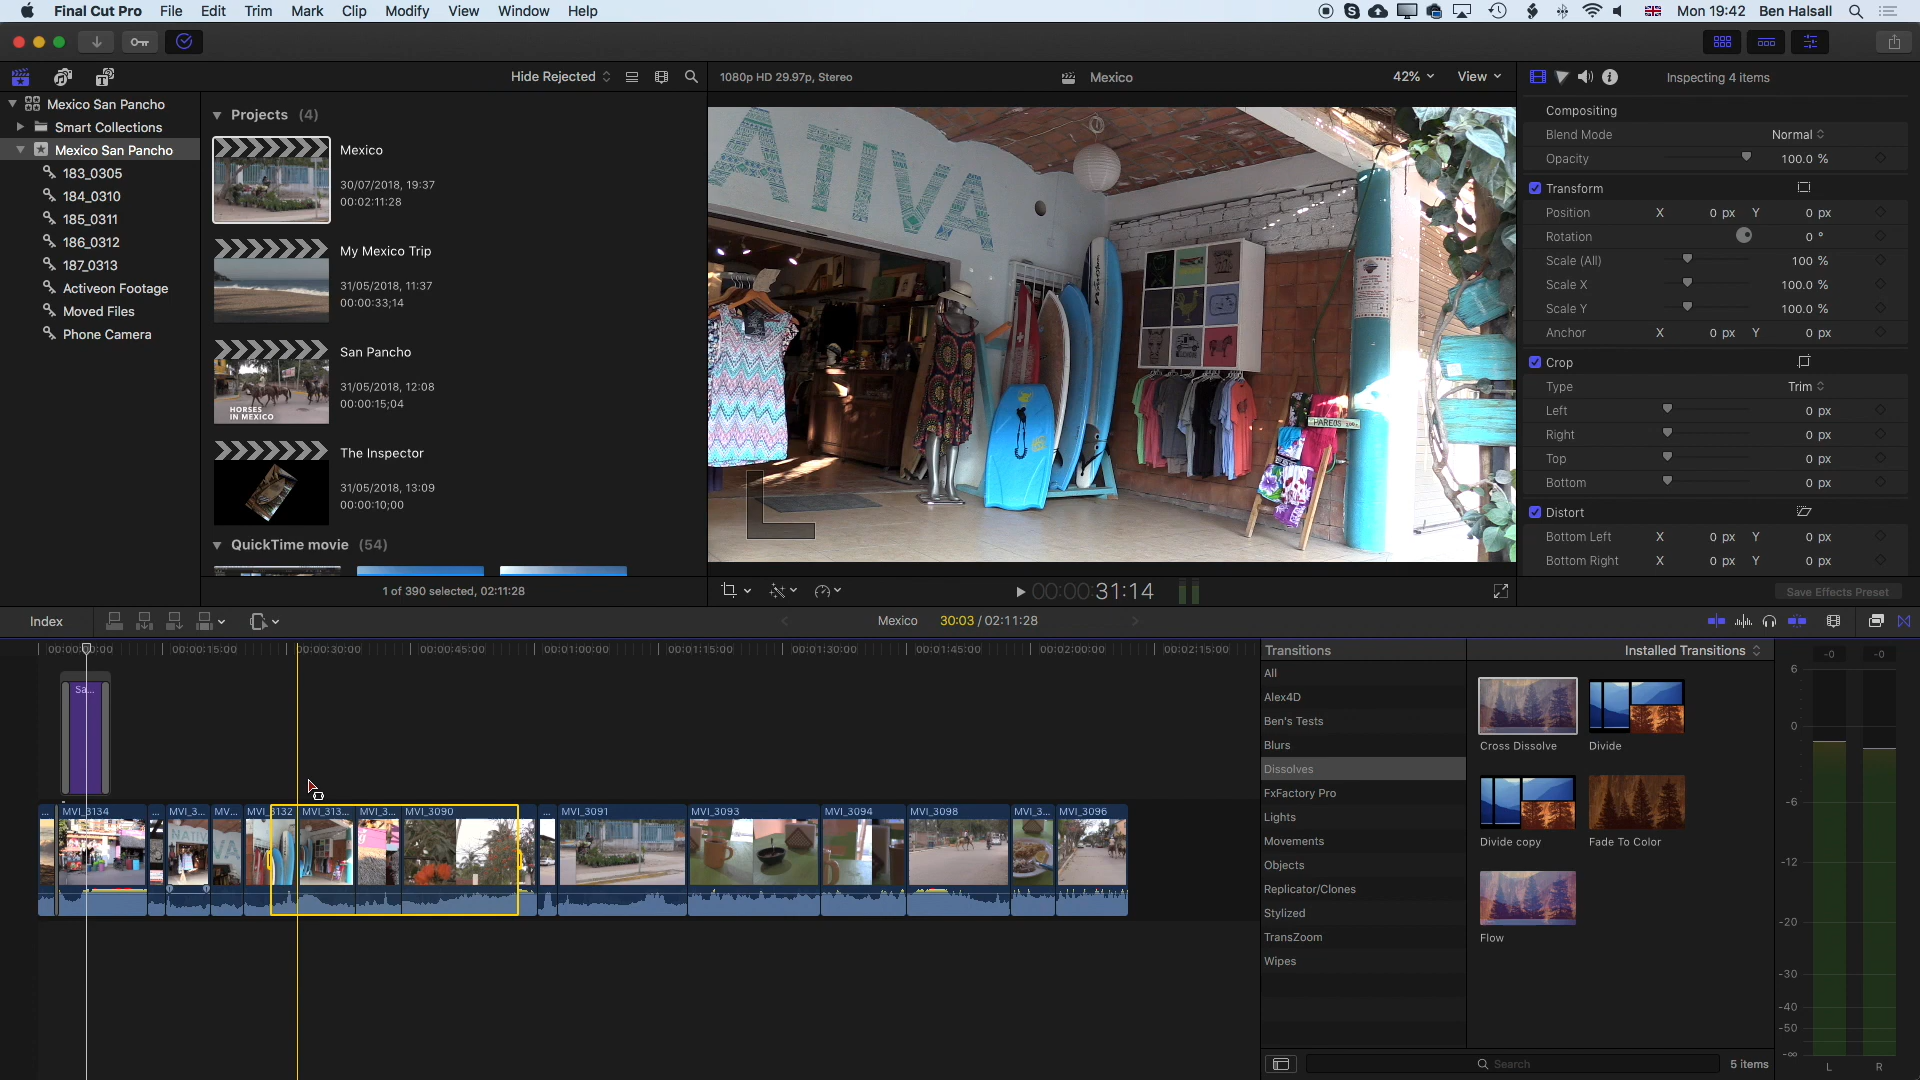 Final Cut Pro File Edit Trim Mark Clip Modify View Window Help Mon 19:42 Ben Halsall
Hide Rejected 1080p HD 29.97p, Stereo Mexico 42% View Inspecting 4 items
Mexico San Pancho
Smart Collections
Mexico San Pancho
183_0305
184_0310
185_0311
186_0312
187_0313
Activeon Footage
Moved Files
Phone Camera
Projects (4)
Mexico
30/07/2018, 19:37
00:02:11:28
My Mexico Trip
31/05/2018, 11:37
00:00:33;14
San Pancho
31/05/2018, 12:08
00:00:15;04
HORSES
IN MEXICO
The Inspector
31/05/2018, 13:09
00:00:10;00
QuickTime movie (54)
1 of 390 selected, 02:11:28
NATIVA
HAREOS
00:00:31:14
Compositing
Blend Mode Normal
Opacity 100.0 %
Transform
Position X 0 px Y 0 px
Rotation 0 °
Scale (All) 100 %
Scale X 100.0 %
Scale Y 100.0 %
Anchor X 0 px Y 0 px
Crop
Type Trim
Left 0 px
Right 0 px
Top 0 px
Bottom 0 px
Distort
Bottom Left X 0 px Y 0 px
Bottom Right X 0 px Y 0 px
Save Effects Preset
Index Mexico 30:03 / 02:11:28
00:00:00:00 00:00:15:00 00:00:30:00 00:00:45:00 00:01:00:00 00:01:15:00 00:01:30:00 00:01:45:00 00:02:00:00 00:02:15:00
Sa...
... MVI_3134 ... MVI_3... MV... MVI_3132 MVI_313... MVI_3... MVI_3090 ... MVI_3091 MVI_3093 MVI_3094 MVI_3098 MVI_3... MVI_3096
Transitions
All
Alex4D
Ben's Tests
Blurs
Dissolves
FxFactory Pro
Lights
Movements
Objects
Replicator/Clones
Stylized
TransZoom
Wipes
Installed Transitions
Cross Dissolve Divide
Divide copy Fade To Color
Flow
Search 5 items
-0 -0
6
0
-6
-12
-20
-30
-40
-50
-∞
L R